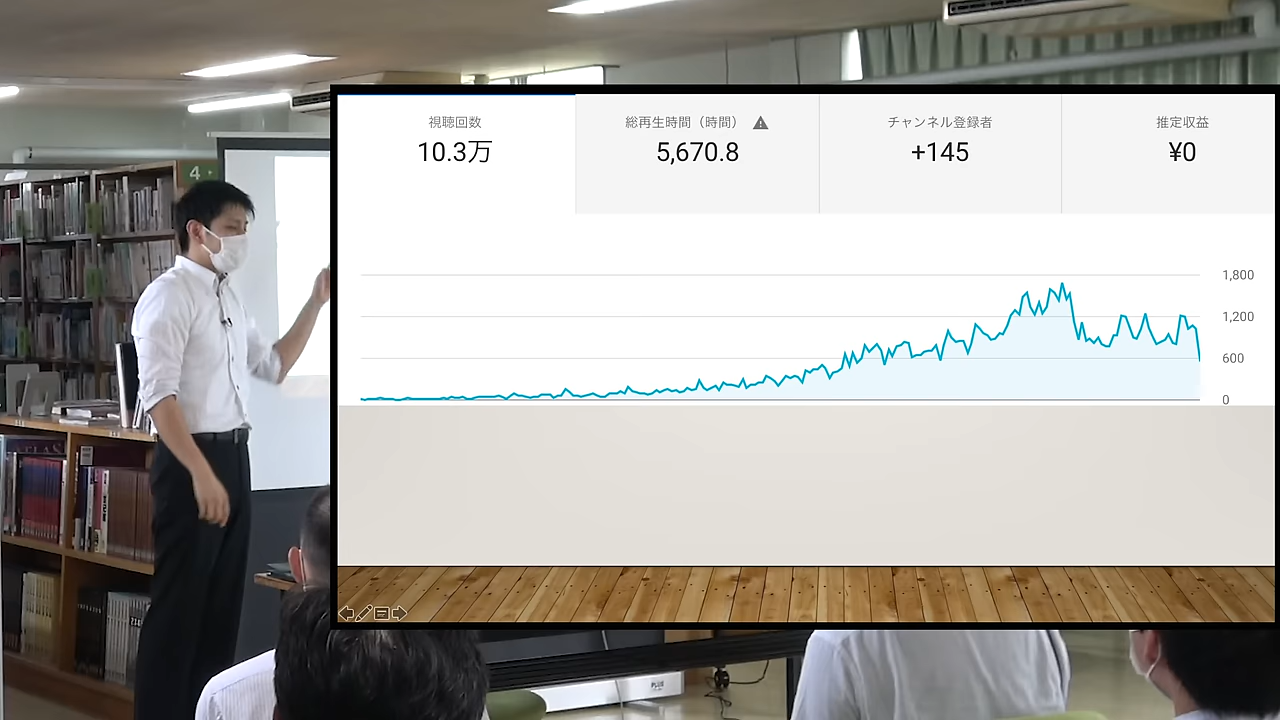 4
視聴回数
10.3万
総再生時間（時間）
5,670.8
チャンネル登録者
+145
推定収益
¥0
1,800
1,200
600
0
PLUS